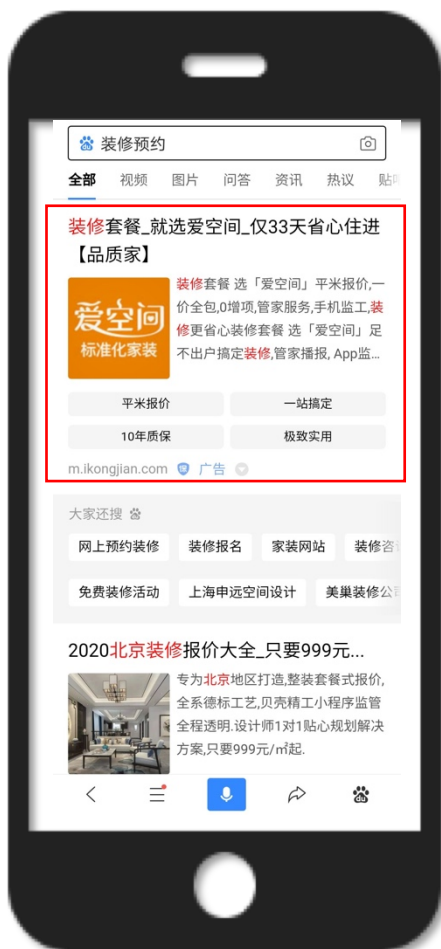 装修预约
全部 视频 图片 问答 资讯 热议 贴
装修套餐_就选爱空间_仅33天省心住进
【品质家】
爱空间
标准化家装
装修套餐 选「爱空间」平米报价,一
价全包,0增项,管家服务,手机监工,装
修更省心装修套餐 选「爱空间」足
不出户搞定装修,管家播报, App监...
平米报价 一站搞定
10年质保 极致实用
m.ikongjian.com 广告
大家还搜
网上预约装修 装修报名 家装网站 装修咨
免费装修活动 上海申远空间设计 美巢装修公
2020北京装修报价大全_只要999元...
专为北京地区打造,整装套餐式报价,
全系德标工艺,贝壳精工小程序监管
全程透明.设计师1对1贴心规划解决
方案,只要999元/㎡起.
du